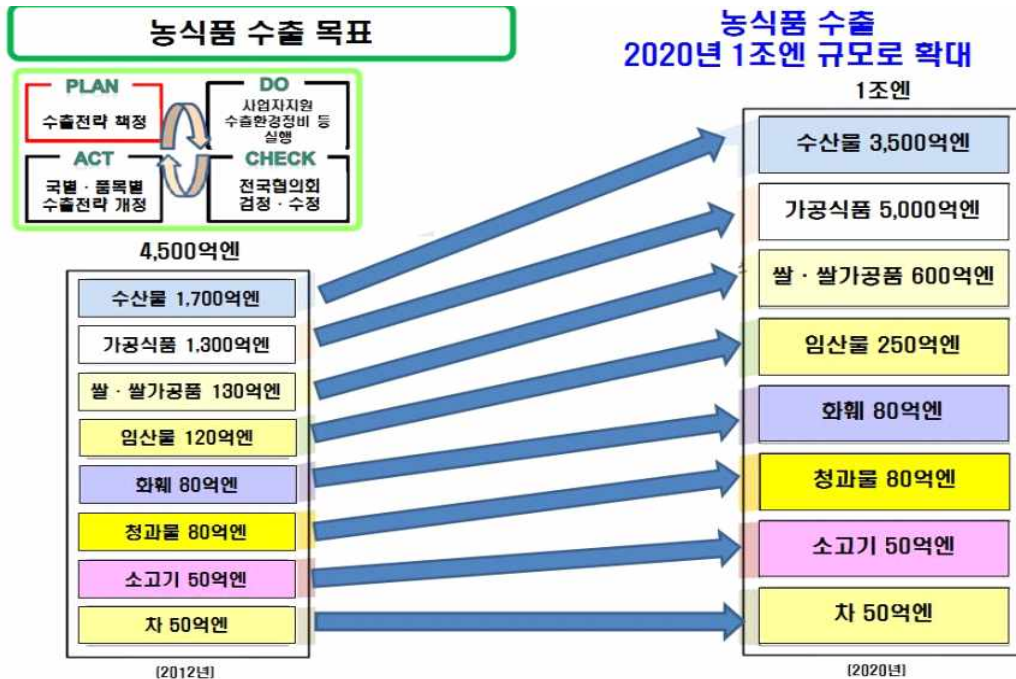 농식품 수출 목표
농식품 수출
2020년 1조엔 규모로 확대
PLAN
수출전략 책정
DO
사업자지원
수출환경정비 등
실행
ACT
국별·품목별
수출전략 개정
CHECK
전국협의회
검정·수정
4,500억엔
수산물 1,700억엔
가공식품 1,300억엔
쌀·쌀가공품 130억엔
임산물 120억엔
화훼 80억엔
청과물 80억엔
소고기 50억엔
차 50억엔
(2012년)
1조엔
수산물 3,500억엔
가공식품 5,000억엔
쌀·쌀가공품 600억엔
임산물 250억엔
화훼 80억엔
청과물 80억엔
소고기 50억엔
차 50억엔
(2020년)